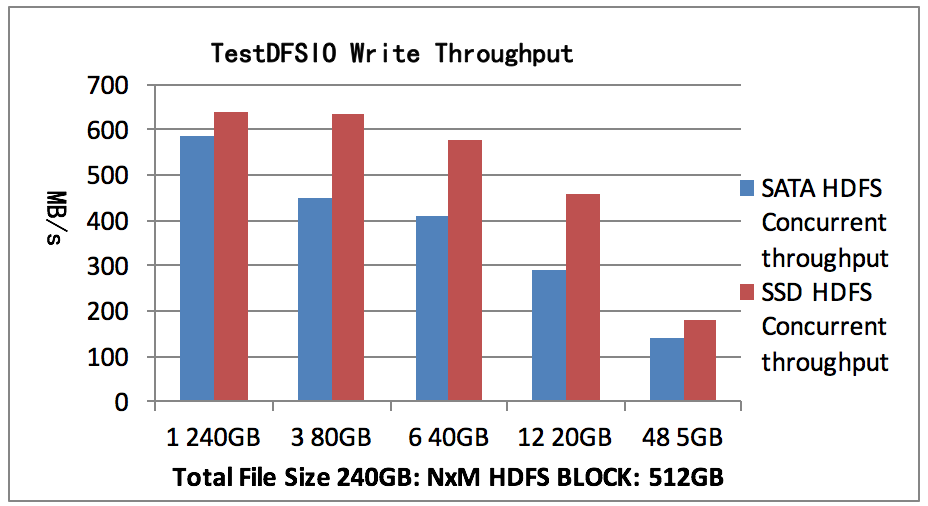 TestDFSIO Write Throughput
700
600
500
400
300
200
100
0
MB/s
1 240GB 3 80GB 6 40GB 12 20GB 48 5GB
Total File Size 240GB: NxM HDFS BLOCK: 512GB
SATA HDFS
Concurrent
throughput
SSD HDFS
Concurrent
throughput